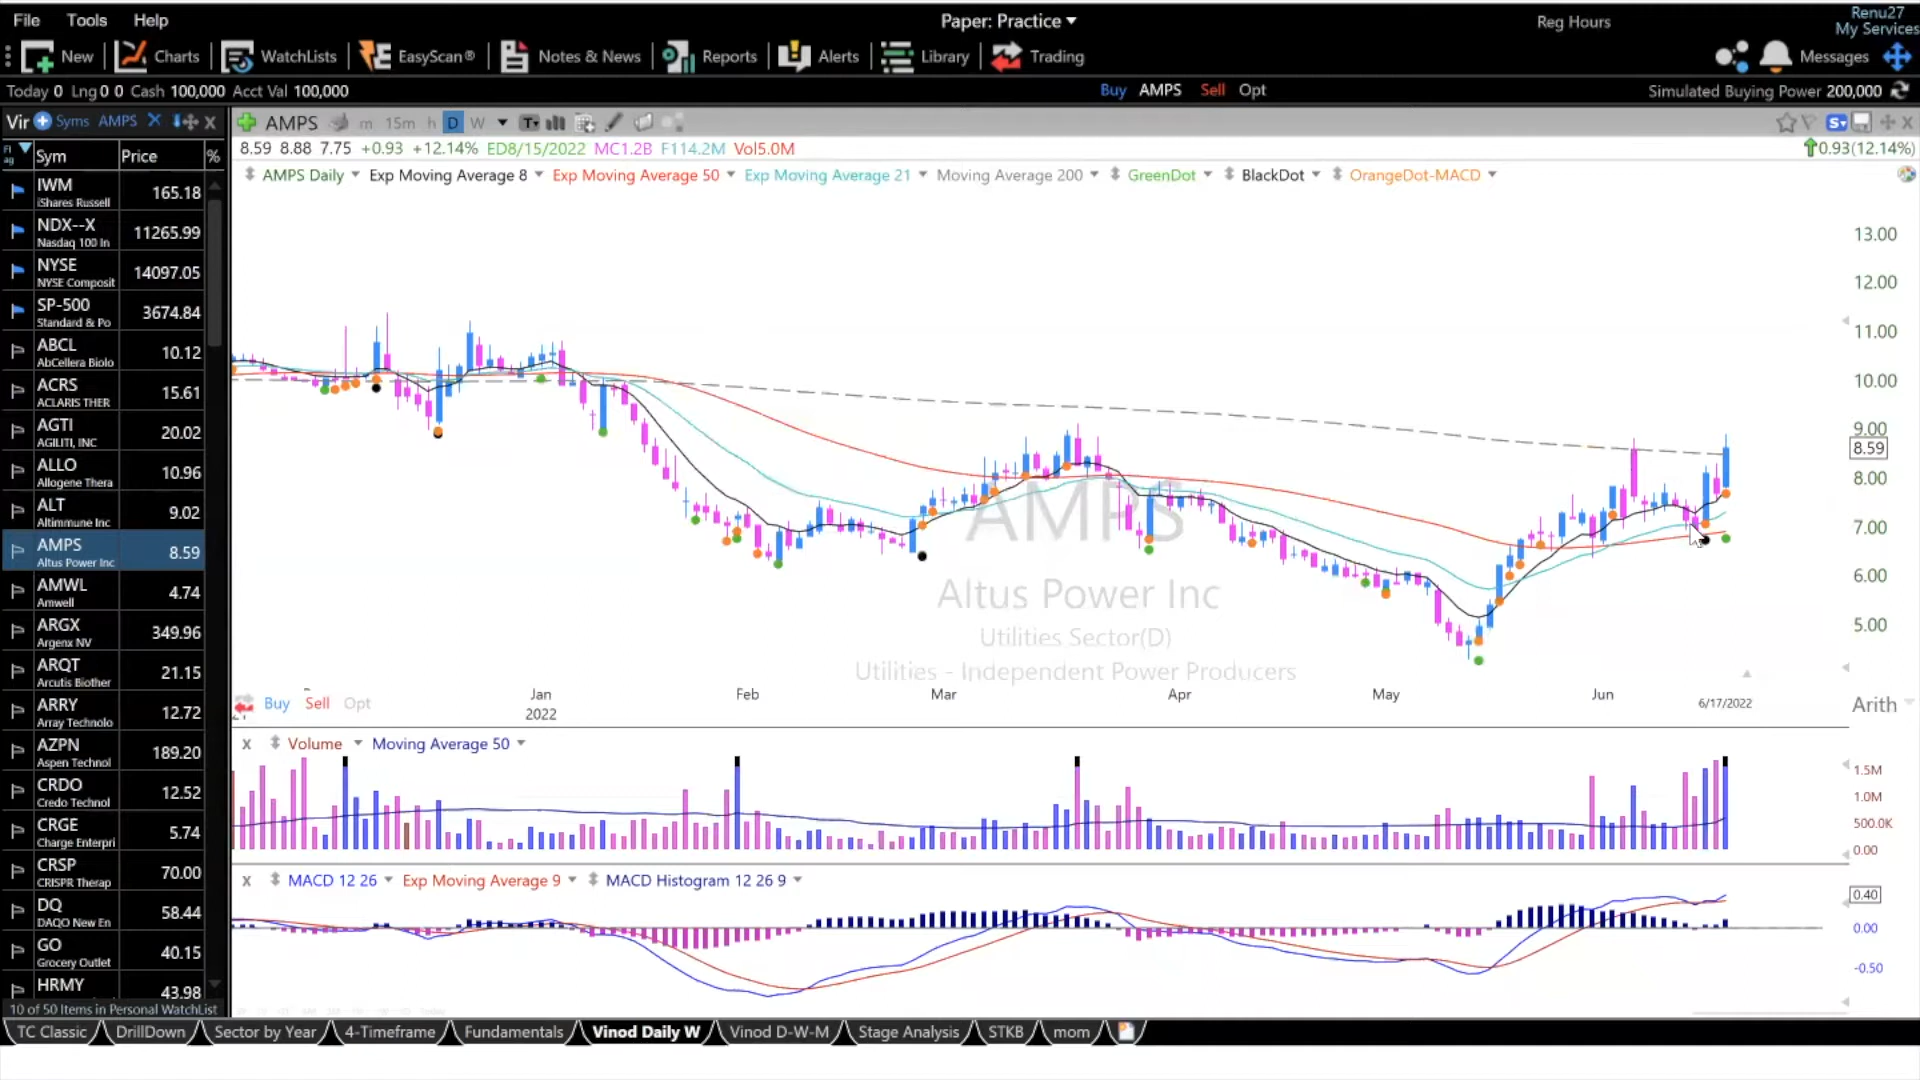 File Tools Help Paper: Practice Reg Hours Renu27
My Services
New Charts WatchLists EasyScan® Notes & News Reports Alerts Library Trading Messages
Today 0 Lng 0 0 Cash 100,000 Acct Val 100,000 Buy AMPS Sell Opt Simulated Buying Power 200,000
Vir Syms AMPS X
AMPS m 15m h D W
8.59 8.88 7.75 +0.93 +12.14% ED8/15/2022 MC1.2B F114.2M Vol5.0M 0.93(12.14%)
AMPS Daily Exp Moving Average 8 Exp Moving Average 50 Exp Moving Average 21 Moving Average 200 GreenDot BlackDot OrangeDot-MACD
Fl ag Sym Price %
IWM 165.18
iShares Russell
NDX--X 11265.99
Nasdaq 100 In
NYSE 14097.05
NYSE Composit
SP-500 3674.84
Standard & Po
ABCL 10.12
AbCellera Biolo
ACRS 15.61
ACLARIS THER
AGTI 20.02
AGILITI, INC
ALLO 10.96
Allogene Thera
ALT 9.02
Altimmune Inc
AMPS 8.59
Altus Power Inc
AMWL 4.74
Amwell
ARGX 349.96
Argenx NV
ARQT 21.15
Arcutis Biother
ARRY 12.72
Array Technolo
AZPN 189.20
Aspen Technol
CRDO 12.52
Credo Technol
CRGE 5.74
Charge Enterpri
CRSP 70.00
CRISPR Therap
DQ 58.44
DAQO New En
GO 40.15
Grocery Outlet
HRMY 43.98
10 of 50 Items in Personal WatchList
13.00
12.00
11.00
10.00
9.00
8.59
8.00
7.00
6.00
5.00
AMPS
Altus Power Inc
Utilities Sector(D)
Utilities - Independent Power Producers
Buy Sell Opt
Jan Feb Mar Apr May Jun 6/17/2022 Arith
2022
X Volume Moving Average 50
1.5M
1.0M
500.0K
0.00
X MACD 12 26 Exp Moving Average 9 MACD Histogram 12 26 9
0.40
0.00
-0.50
TC Classic DrillDown Sector by Year 4-Timeframe Fundamentals Vinod Daily W Vinod D-W-M Stage Analysis STKB mom